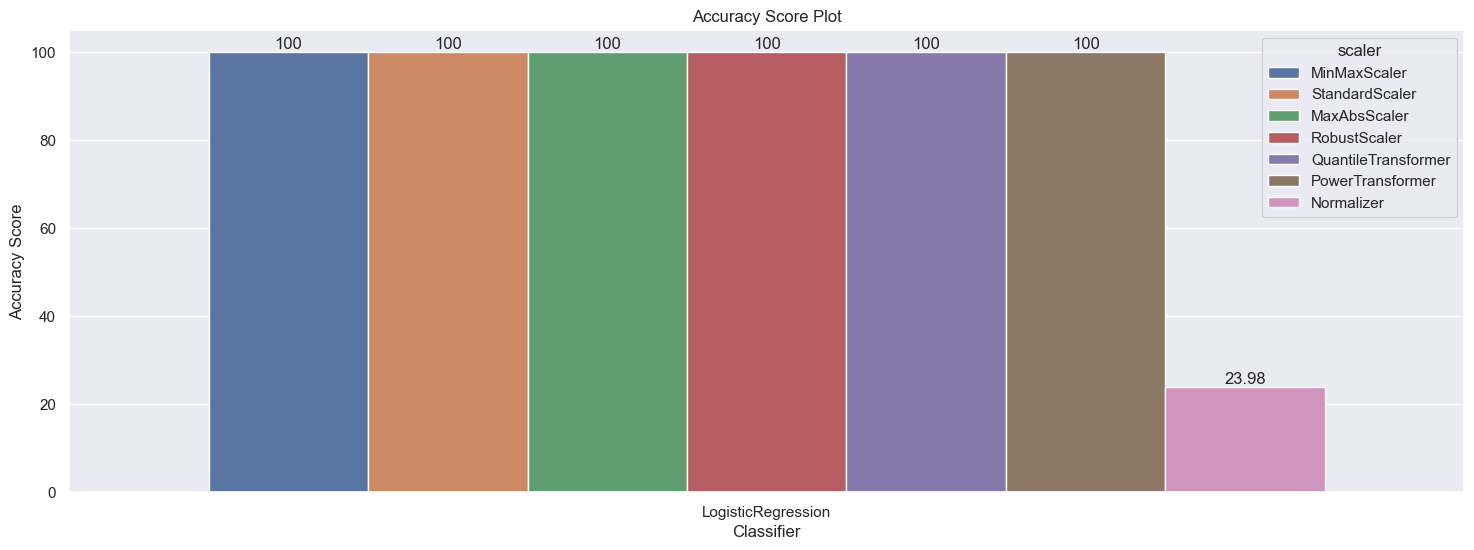 Accuracy Score Plot
100 100 100 100 100 100
23.98
scaler
MinMaxScaler
StandardScaler
MaxAbsScaler
RobustScaler
QuantileTransformer
PowerTransformer
Normalizer
Accuracy Score
100
80
60
40
20
0
LogisticRegression
Classifier